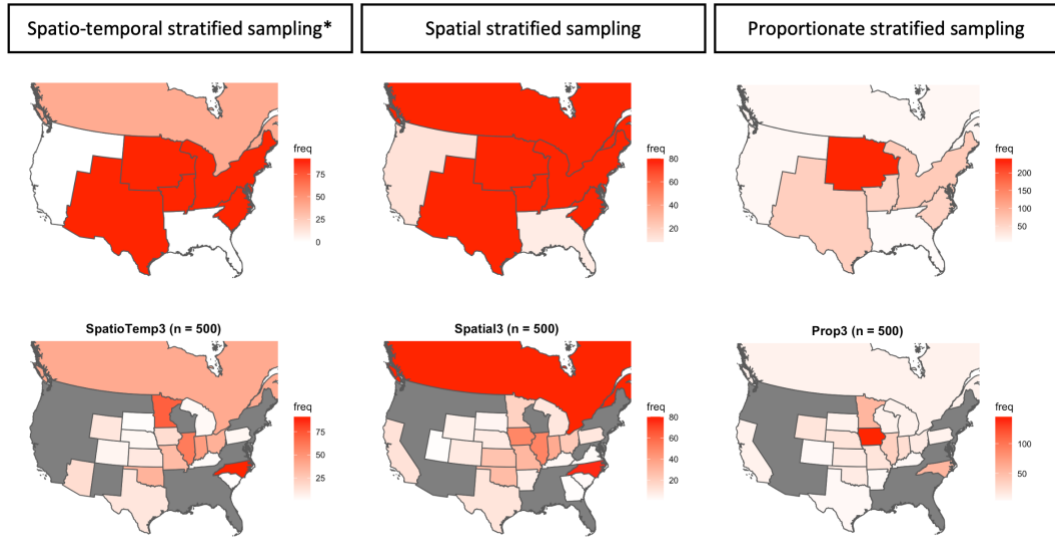 Spatio-temporal stratified sampling*
Spatial stratified sampling
Proportionate stratified sampling
freq
75
50
25
0
freq
80
60
40
20
freq
200
150
100
50
SpatioTemp3 (n = 500)
Spatial3 (n = 500)
Prop3 (n = 500)
freq
75
50
25
freq
80
60
40
20
freq
100
50